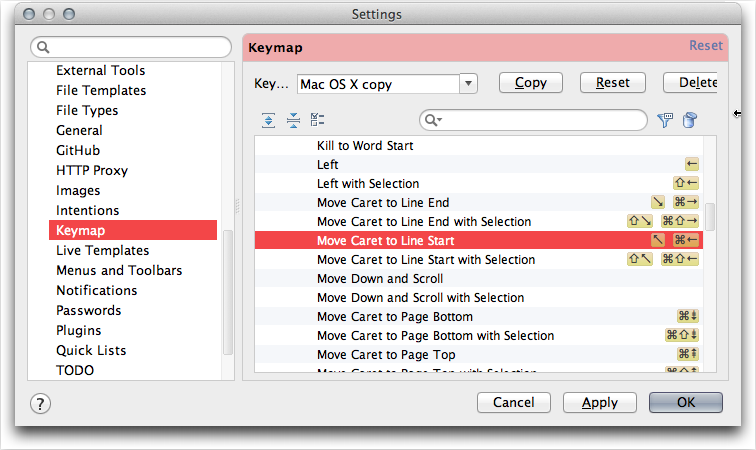 Settings
External Tools
File Templates
File Types
General
GitHub
HTTP Proxy
Images
Intentions
Keymap
Live Templates
Menus and Toolbars
Notifications
Passwords
Plugins
Quick Lists
TODO
Keymap
Reset
Key...
Mac OS X copy
Copy
Reset
Delete
Kill to Word Start
Left ←
Left with Selection ⇧←
Move Caret to Line End ↘ ⌘→
Move Caret to Line End with Selection ⇧↘ ⌘⇧→
Move Caret to Line Start ↖ ⌘←
Move Caret to Line Start with Selection ⇧↖ ⌘⇧←
Move Down and Scroll
Move Down and Scroll with Selection
Move Caret to Page Bottom ⌘⇟
Move Caret to Page Bottom with Selection ⌘⇧⇟
Move Caret to Page Top ⌘⇞
Move Caret to Page Top with Selection ⌘⇧⇞
?
Cancel
Apply
OK